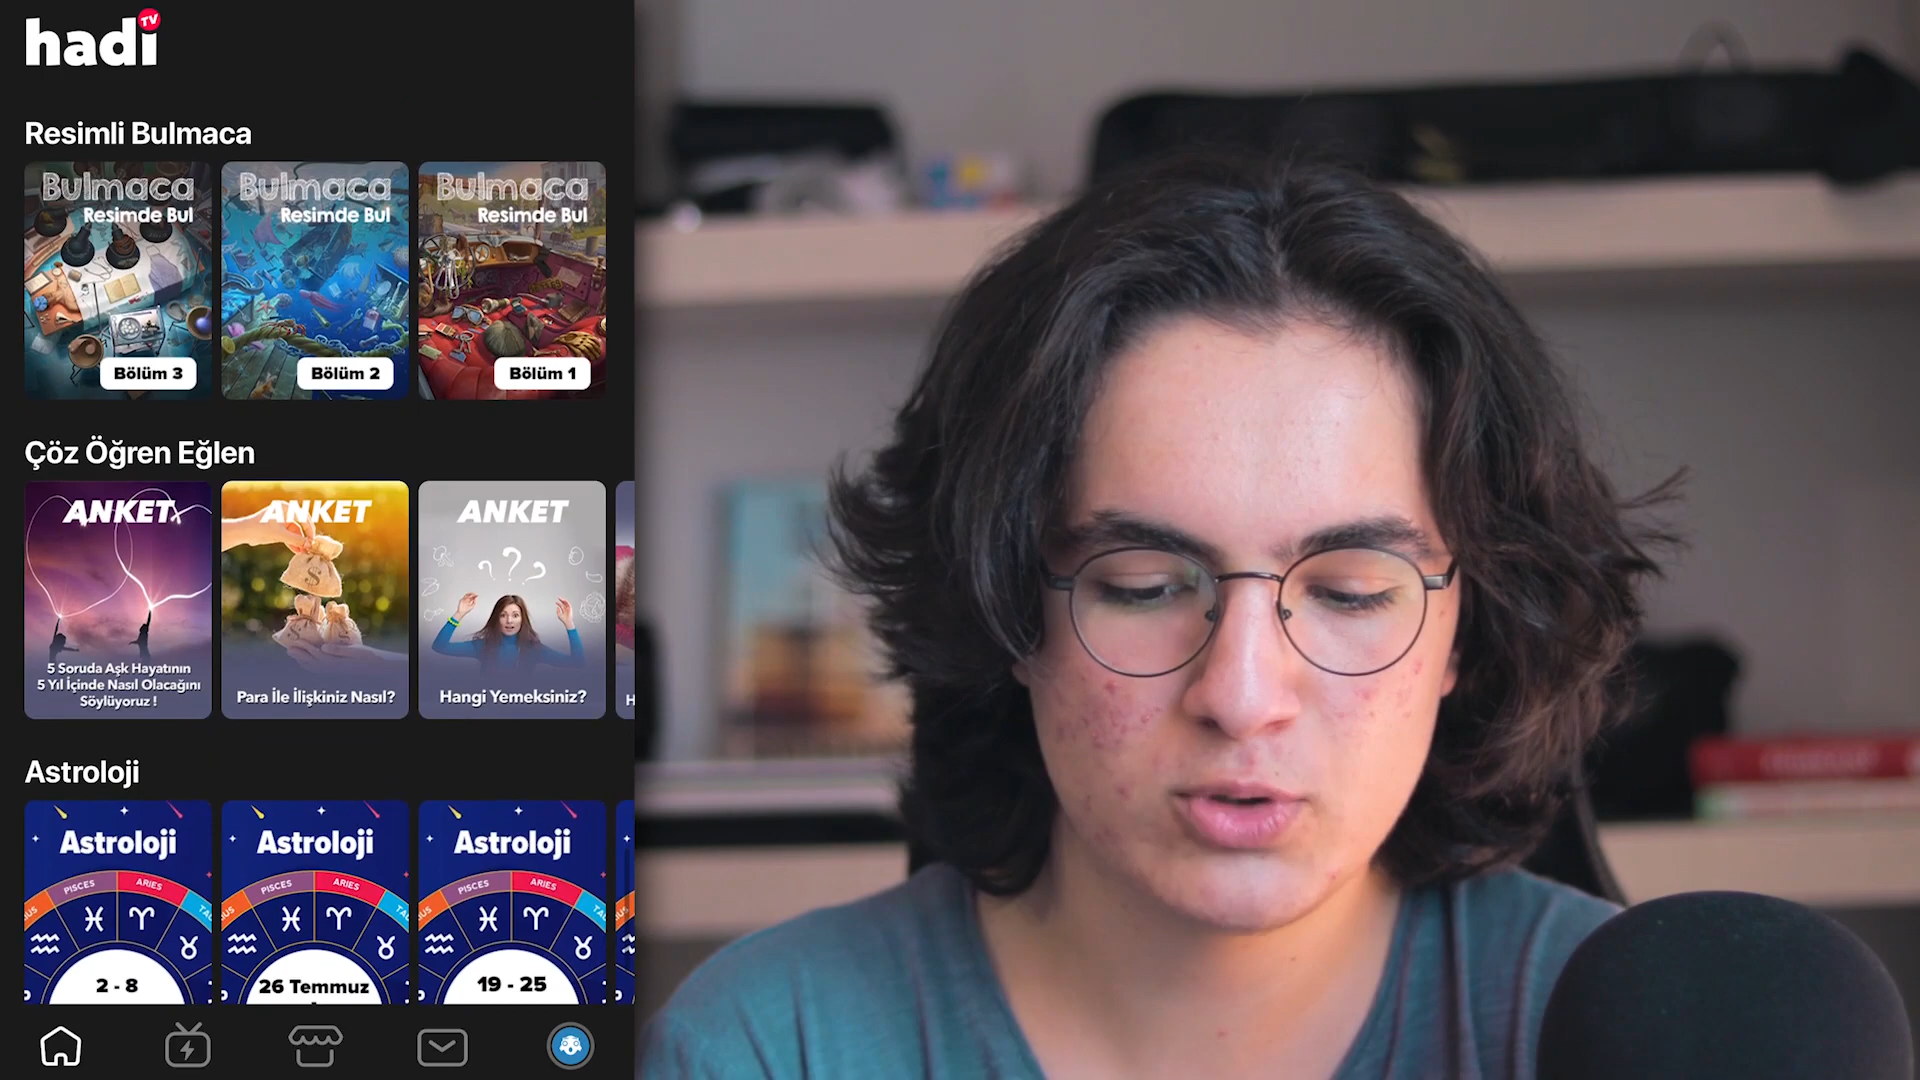 hadi TV
Resimli Bulmaca
Bulmaca
Resimde Bul
Bölüm 3
Bulmaca
Resimde Bul
Bölüm 2
Bulmaca
Resimde Bul
Bölüm 1
Çöz Öğren Eğlen
ANKET
5 Soruda Aşk Hayatının
5 Yıl İçinde Nasıl Olacağını
Söylüyoruz !
ANKET
Para İle İlişkiniz Nasıl?
ANKET
Hangi Yemeksiniz?
H
Astroloji
Astroloji
PISCES
ARIES
2 - 8
Astroloji
PISCES
ARIES
26 Temmuz
Astroloji
PISCES
ARIES
19 - 25